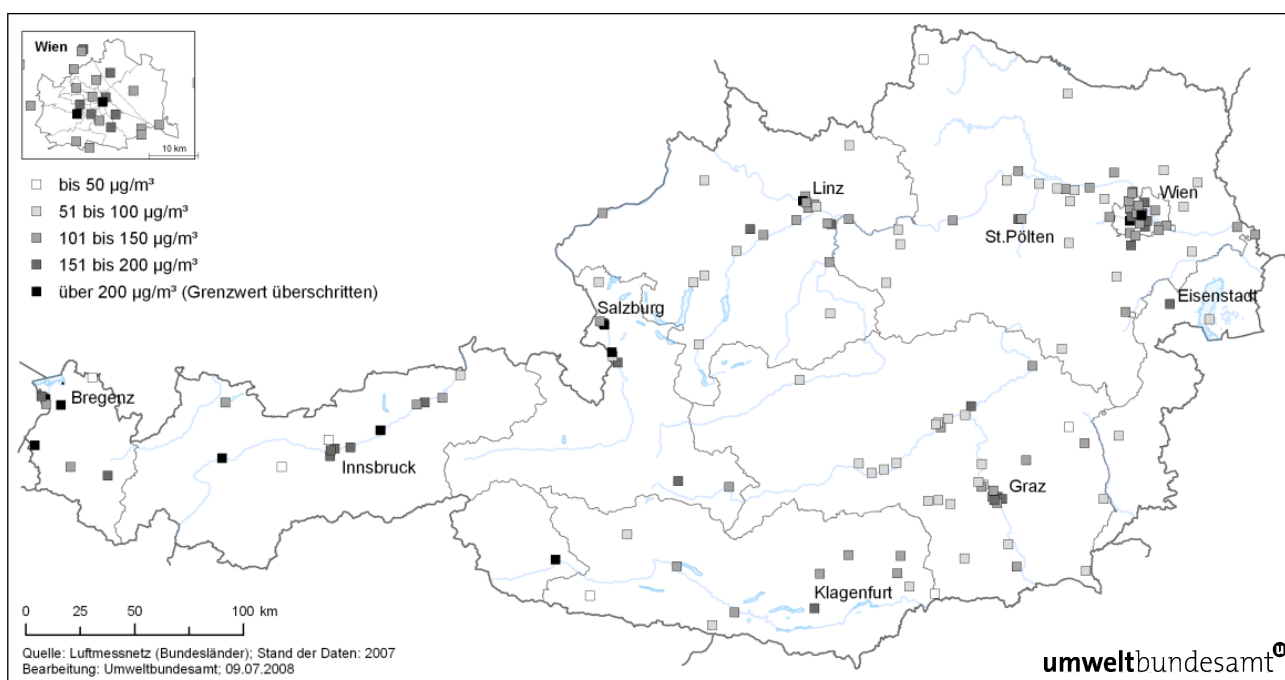 Wien
10 km
bis 50 µg/m³
51 bis 100 µg/m³
101 bis 150 µg/m³
151 bis 200 µg/m³
über 200 µg/m³ (Grenzwert überschritten)
Linz
Wien
St.Pölten
Eisenstadt
Salzburg
Bregenz
Innsbruck
Graz
Klagenfurt
0 25 50 100 km
Quelle: Luftmessnetz (Bundesländer); Stand der Daten: 2007
Bearbeitung: Umweltbundesamt; 09.07.2008
umweltbundesamt